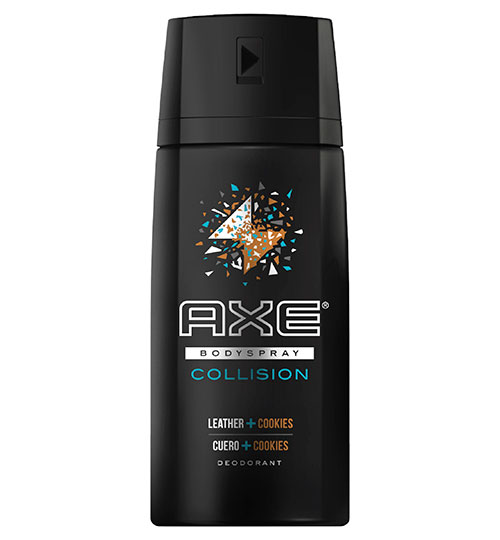 AXE®
BODYSPRAY
COLLISION
LEATHER + COOKIES
CUERO + COOKIES
DEODORANT